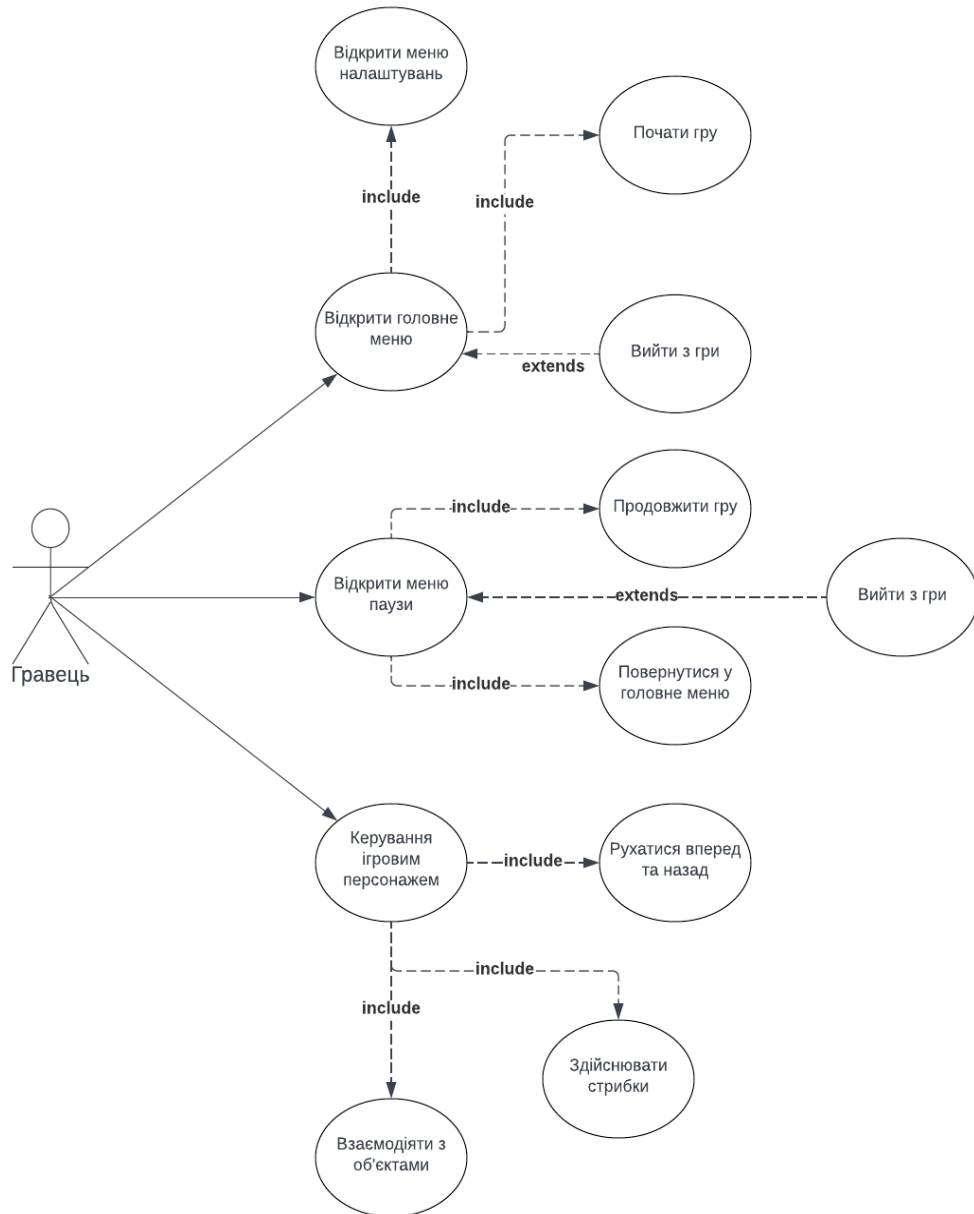 Відкрити меню
налаштувань
Почати гру
include
include
Відкрити головне
меню
Вийти з гри
extends
Продовжити гру
include
Відкрити меню
паузи
extends
Вийти з гри
Гравець
include
Повернутися у
головне меню
Керування
ігровим
персонажем
include
Рухатися вперед
та назад
include
include
Здійснювати
стрибки
Взаємодіяти з
об'єктами